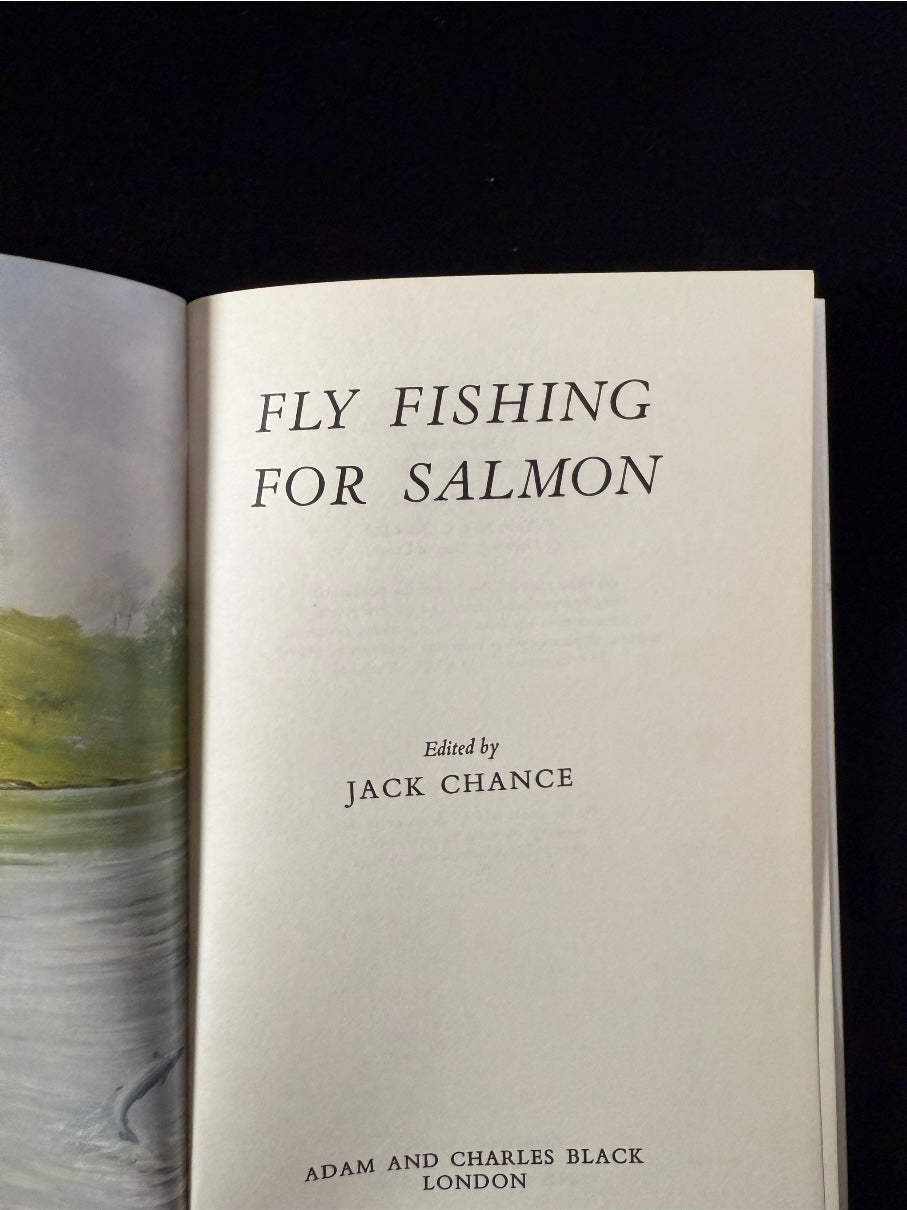 FLY FISHING
FOR SALMON
Edited by
JACK CHANCE
ADAM AND CHARLES BLACK
LONDON